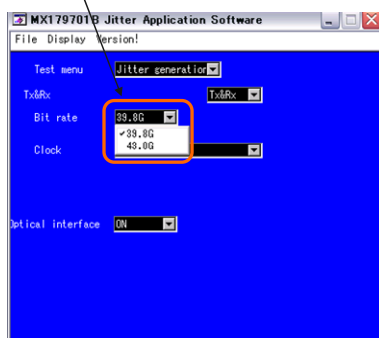 MX179701B Jitter Application Software
File Display Version!
Test menu Jitter generation
Tx&Rx Tx&Rx
Bit rate 39.8G
✓39.8G
43.0G
Clock
Optical interface ON